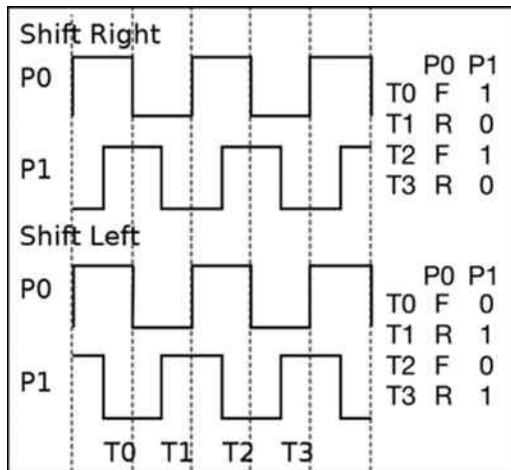 Shift Right
P0
P0 P1
T0 F 1
T1 R 0
T2 F 1
T3 R 0
P1
Shift Left
P0
P0 P1
T0 F 0
T1 R 1
T2 F 0
T3 R 1
P1
T0 T1 T2 T3